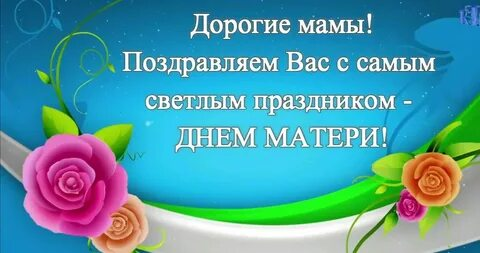 Дорогие мамы!
Поздравляем Вас с самым
светлым праздником -
ДНЕМ МАТЕРИ!